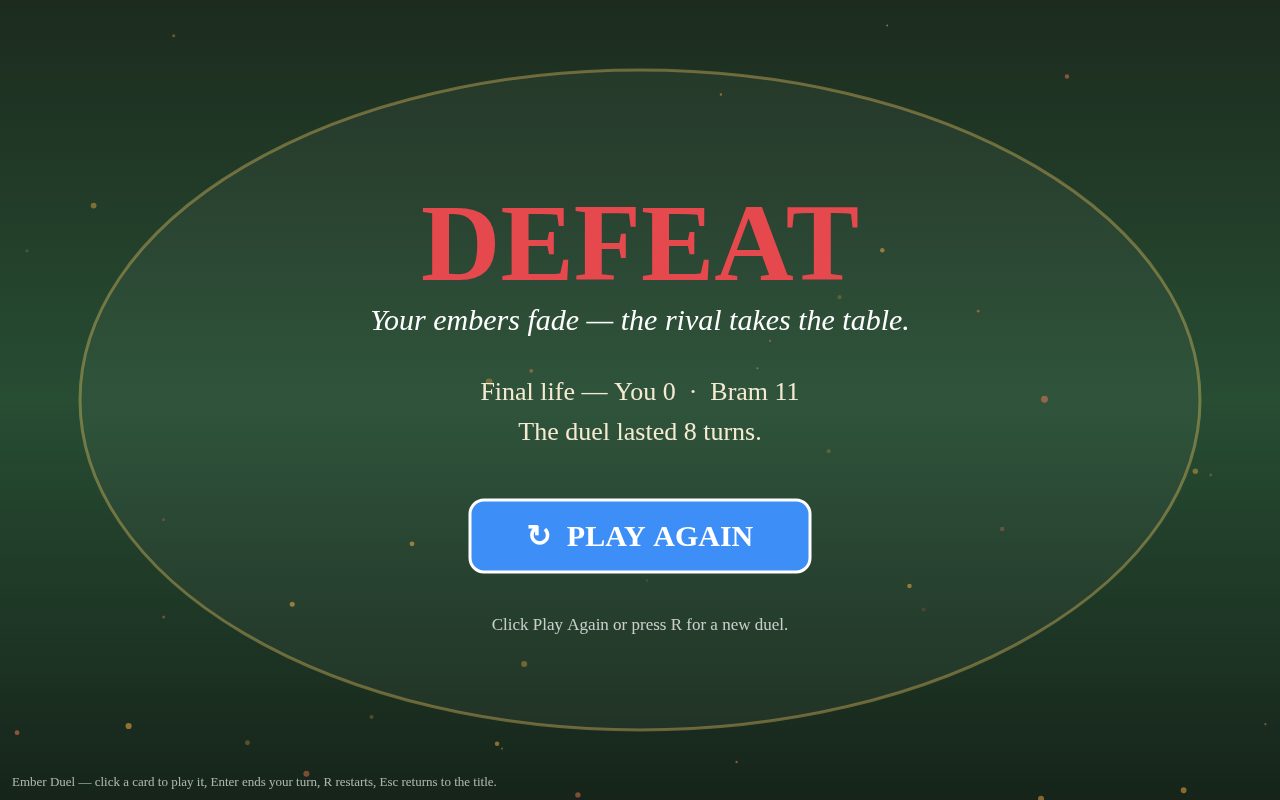 DEFEAT
Your embers fade — the rival takes the table.
Final life — You 0 · Bram 11
The duel lasted 8 turns.
↻ PLAY AGAIN
Click Play Again or press R for a new duel.
Ember Duel — click a card to play it, Enter ends your turn, R restarts, Esc returns to the title.